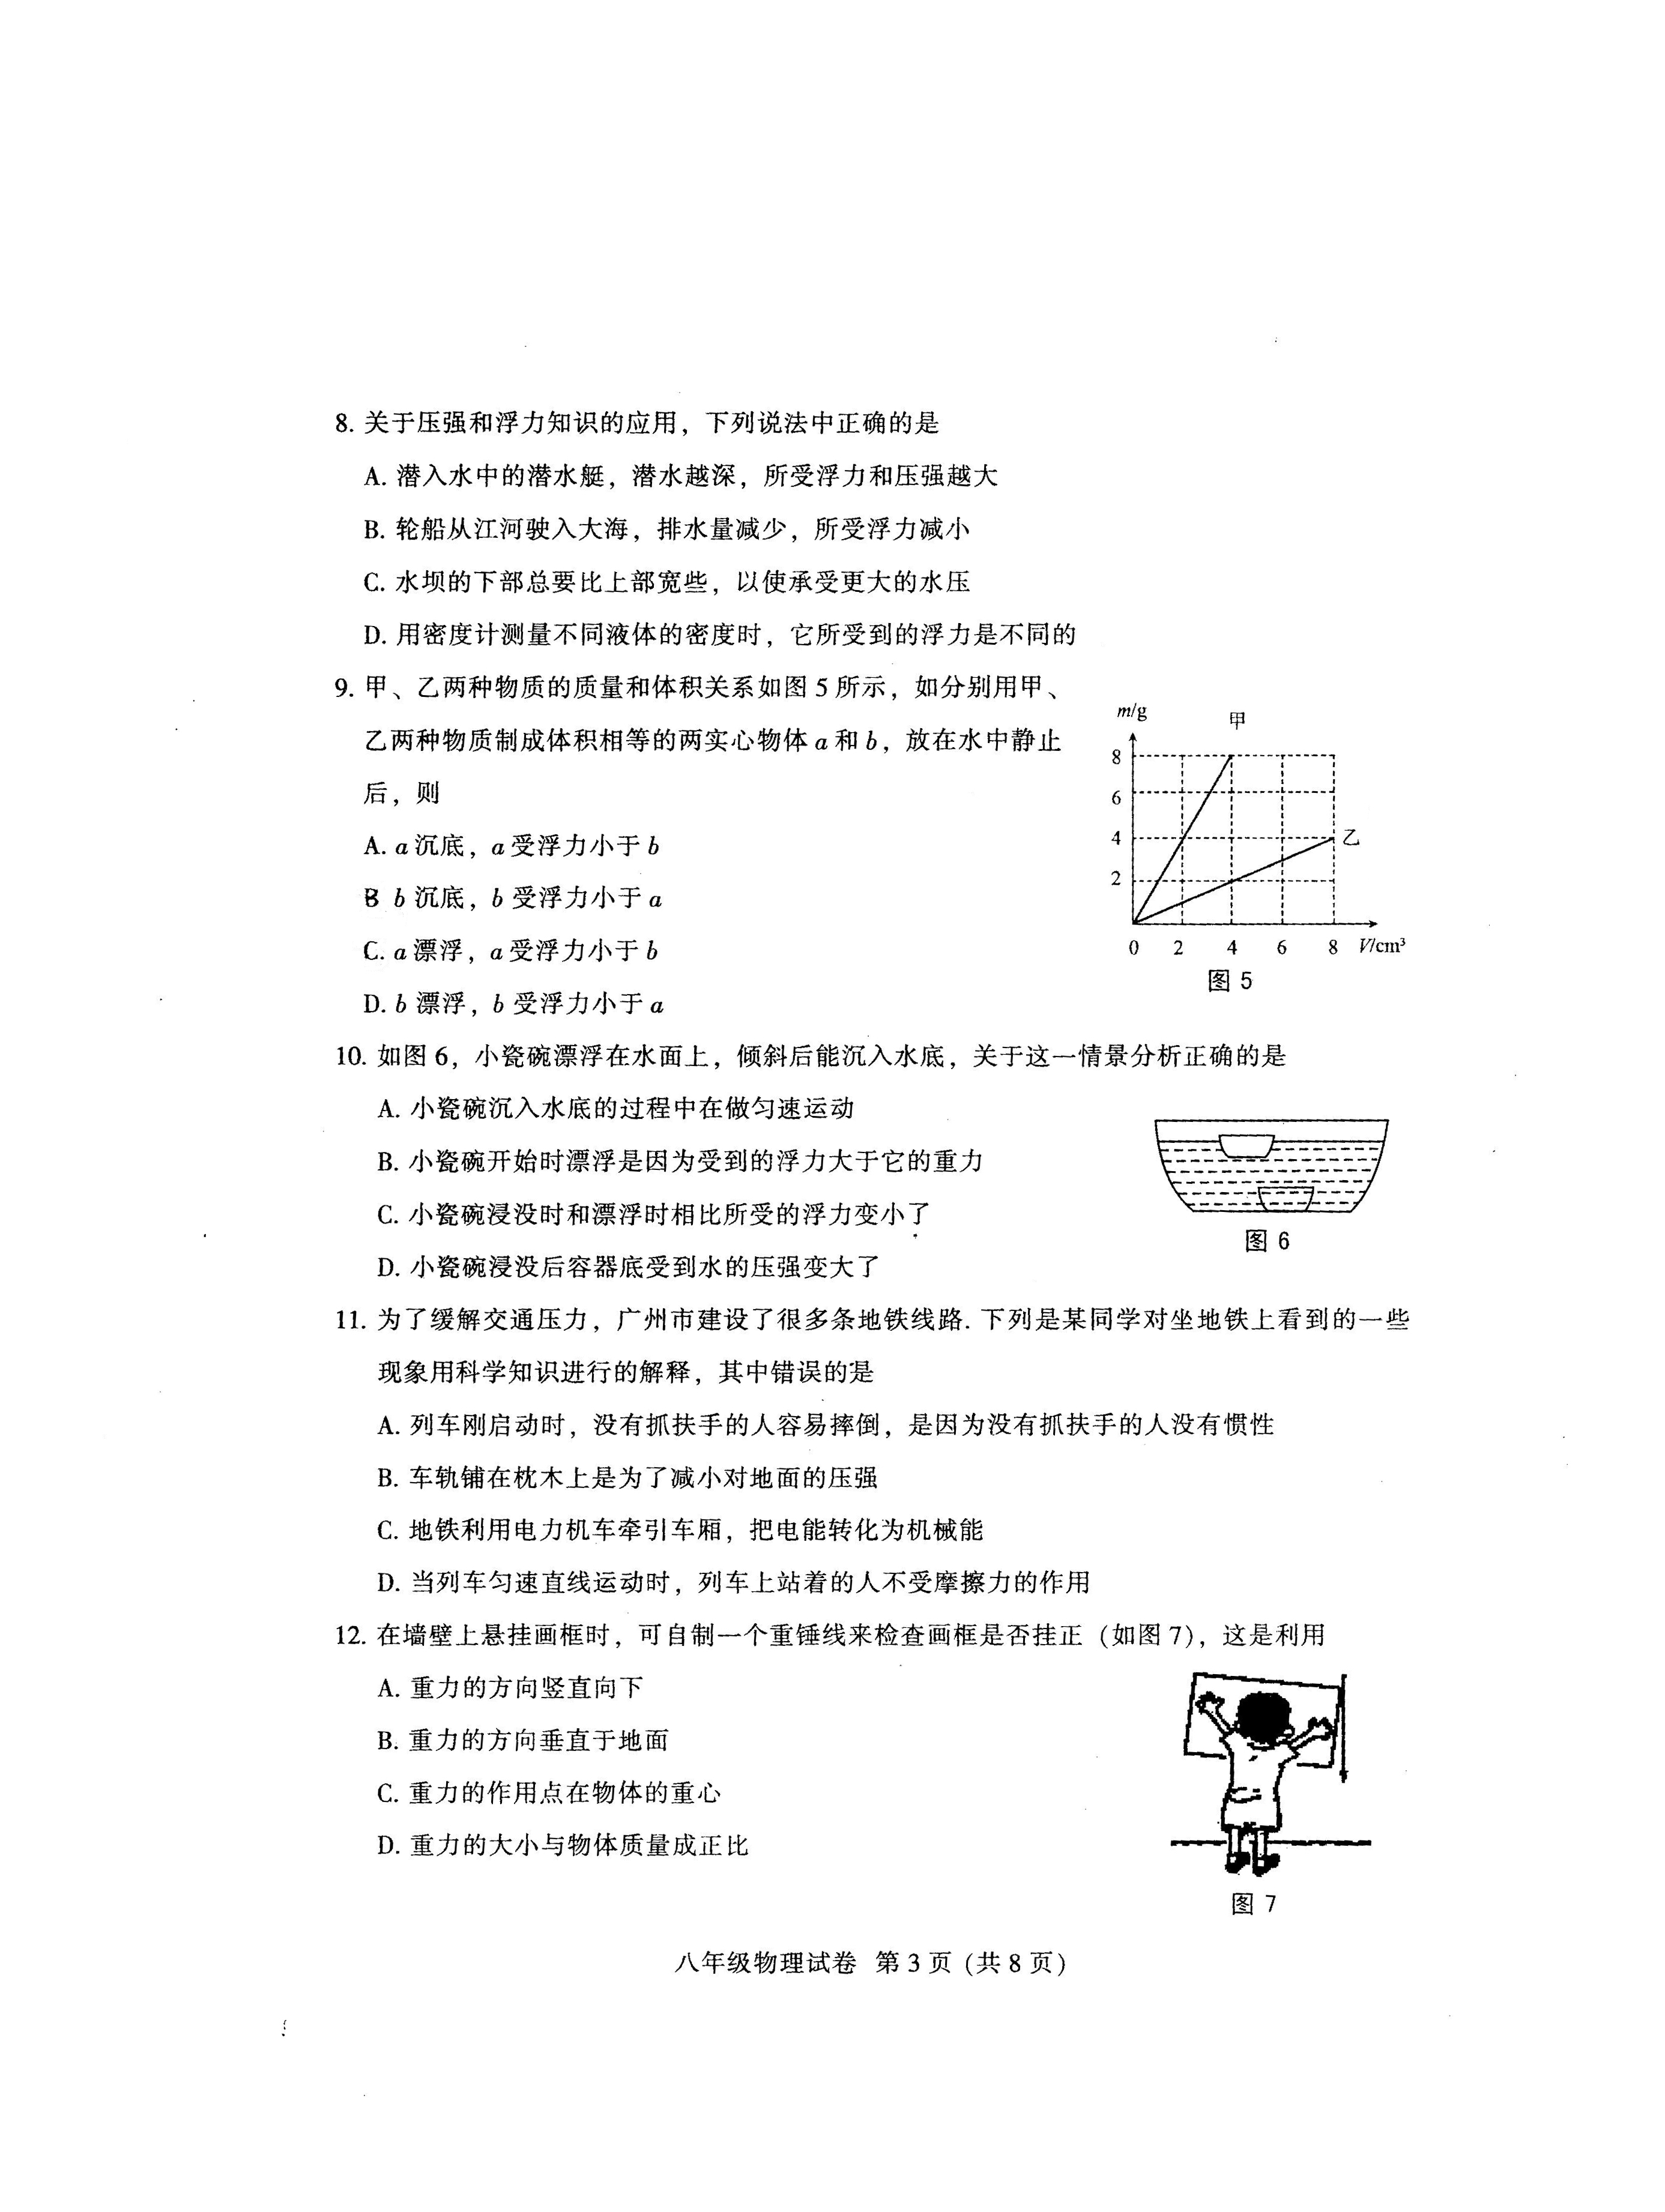 8. 关于压强和浮力知识的应用，下列说法中正确的是
A. 潜入水中的潜水艇，潜水越深，所受浮力和压强越大
B. 轮船从江河驶入大海，排水量减少，所受浮力减小
C. 水坝的下部总要比上部宽些，以使承受更大的水压
D. 用密度计测量不同液体的密度时，它所受到的浮力是不同的
9. 甲、乙两种物质的质量和体积关系如图 5 所示，如分别用甲、
乙两种物质制成体积相等的两实心物体 a 和 b，放在水中静止
后，则
A. a 沉底，a 受浮力小于 b
B b 沉底，b 受浮力小于 a
C. a 漂浮，a 受浮力小于 b
D. b 漂浮，b 受浮力小于 a
m/g
甲
8
6
4
乙
2
0 2 4 6 8 V/cm³
图 5
10. 如图 6，小瓷碗漂浮在水面上，倾斜后能沉入水底，关于这一情景分析正确的是
A. 小瓷碗沉入水底的过程中在做匀速运动
B. 小瓷碗开始时漂浮是因为受到的浮力大于它的重力
C. 小瓷碗浸没时和漂浮时相比所受的浮力变小了
D. 小瓷碗浸没后容器底受到水的压强变大了
图 6
11. 为了缓解交通压力，广州市建设了很多条地铁线路. 下列是某同学对坐地铁上看到的一些
现象用科学知识进行的解释，其中错误的是
A. 列车刚启动时，没有抓扶手的人容易摔倒，是因为没有抓扶手的人没有惯性
B. 车轨铺在枕木上是为了减小对地面的压强
C. 地铁利用电力机车牵引车厢，把电能转化为机械能
D. 当列车匀速直线运动时，列车上站着的人不受摩擦力的作用
12. 在墙壁上悬挂画框时，可自制一个重锤线来检查画框是否挂正（如图 7），这是利用
A. 重力的方向竖直向下
B. 重力的方向垂直于地面
C. 重力的作用点在物体的重心
D. 重力的大小与物体质量成正比
图 7
八年级物理试卷 第 3 页 (共 8 页)